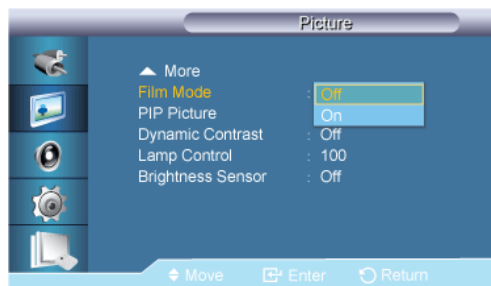 Picture
▲ More
Film Mode : Off
PIP Picture On
Dynamic Contrast : Off
Lamp Control : 100
Brightness Sensor : Off
Move Enter Return